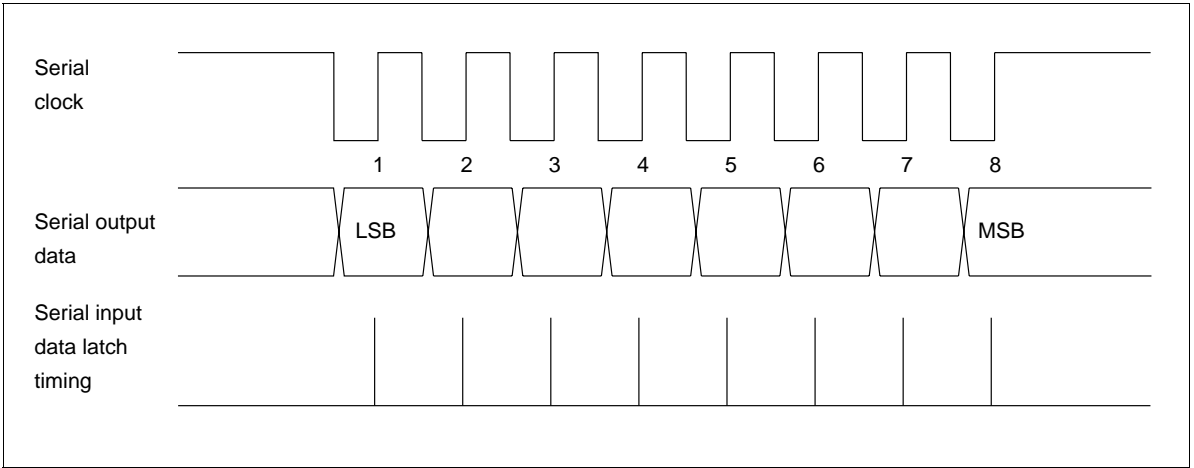 Serial
clock
1 2 3 4 5 6 7 8
Serial output
data
LSB MSB
Serial input
data latch
timing